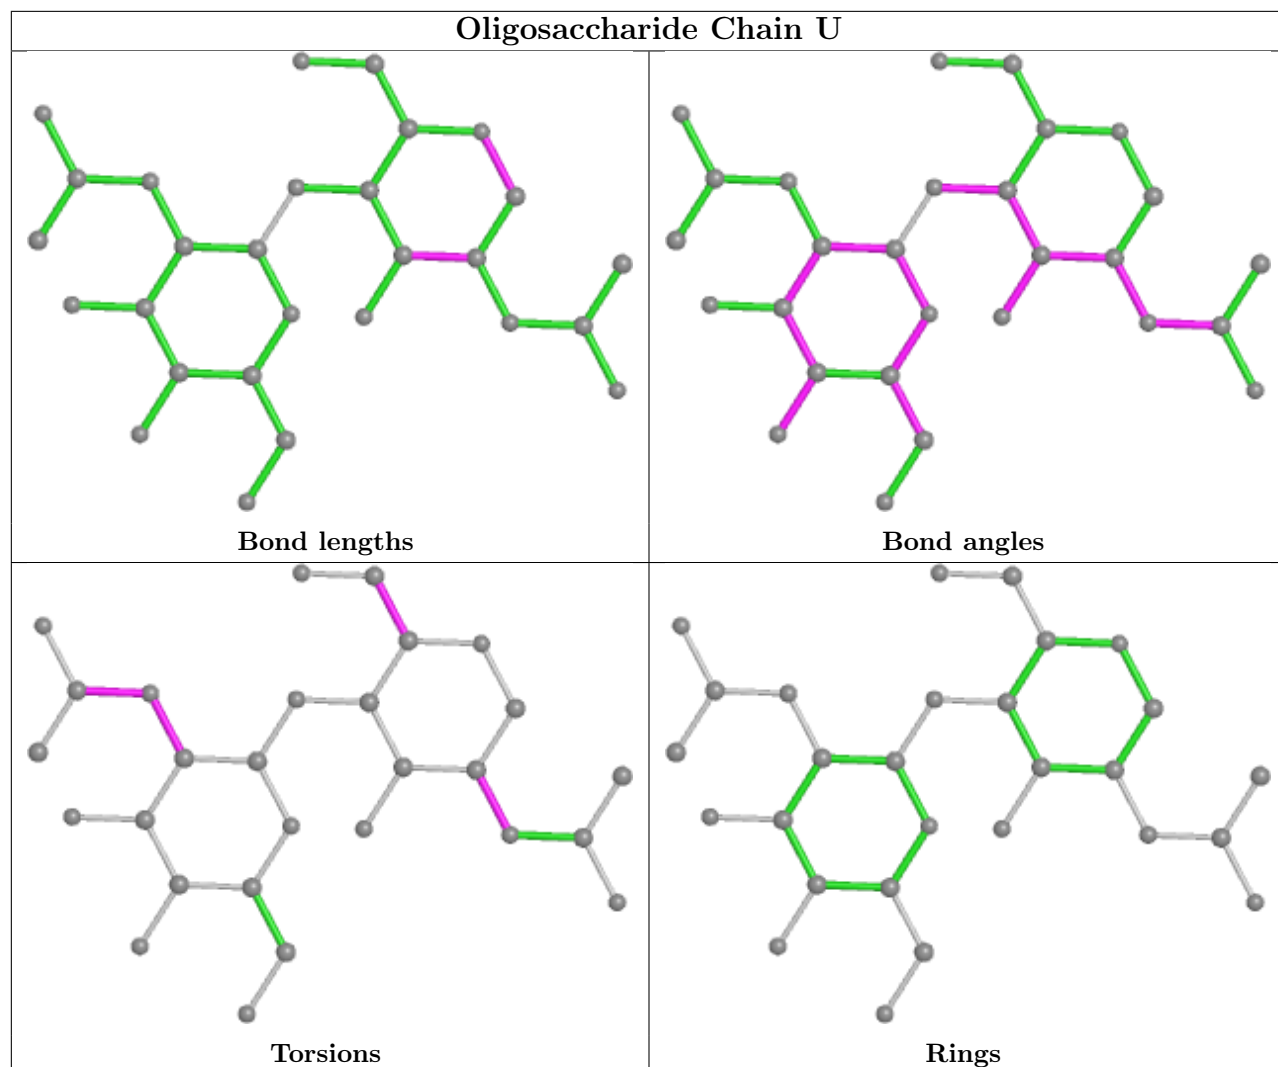 Oligosaccharide Chain U
Bond lengths
Bond angles
Torsions
Rings